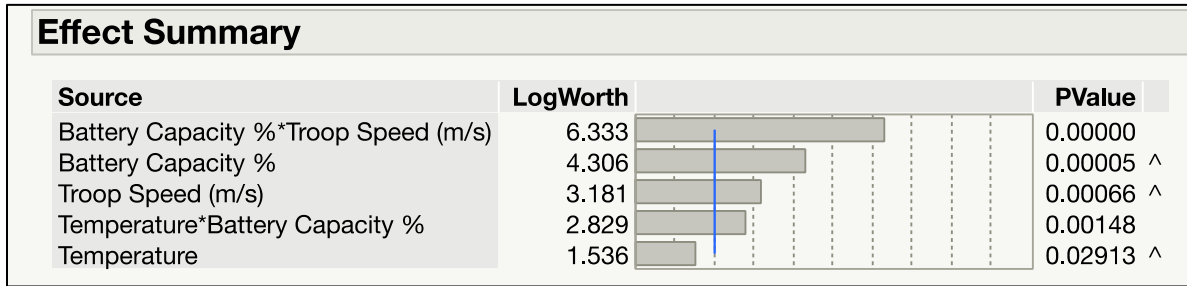 Effect Summary
Source LogWorth PValue
Battery Capacity %*Troop Speed (m/s) 6.333 0.00000
Battery Capacity % 4.306 0.00005 ^
Troop Speed (m/s) 3.181 0.00066 ^
Temperature*Battery Capacity % 2.829 0.00148
Temperature 1.536 0.02913 ^